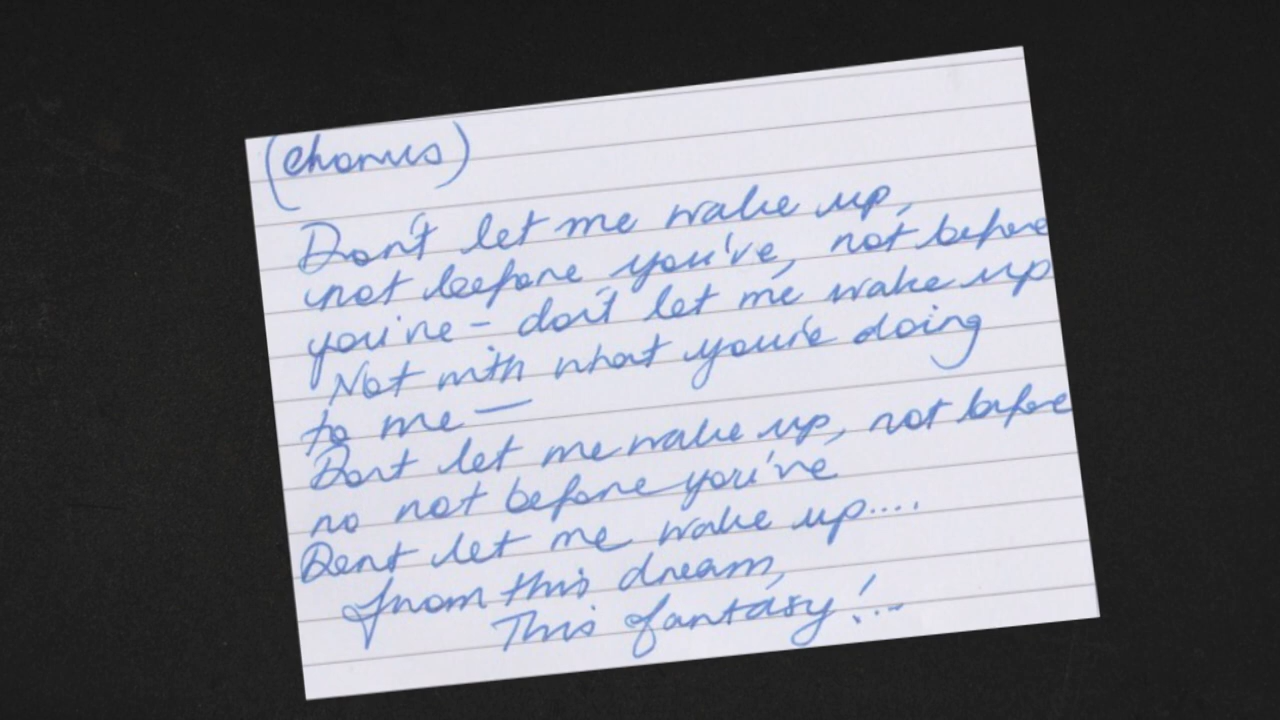 (Chorus)
Don't let me wake up,
not before you've, not before
you've - don't let me wake up
Not with what you're doing
to me —
Dont let me wake up, not before
no not before you've
Dont let me wake up....
from this dream,
This fantasy!..